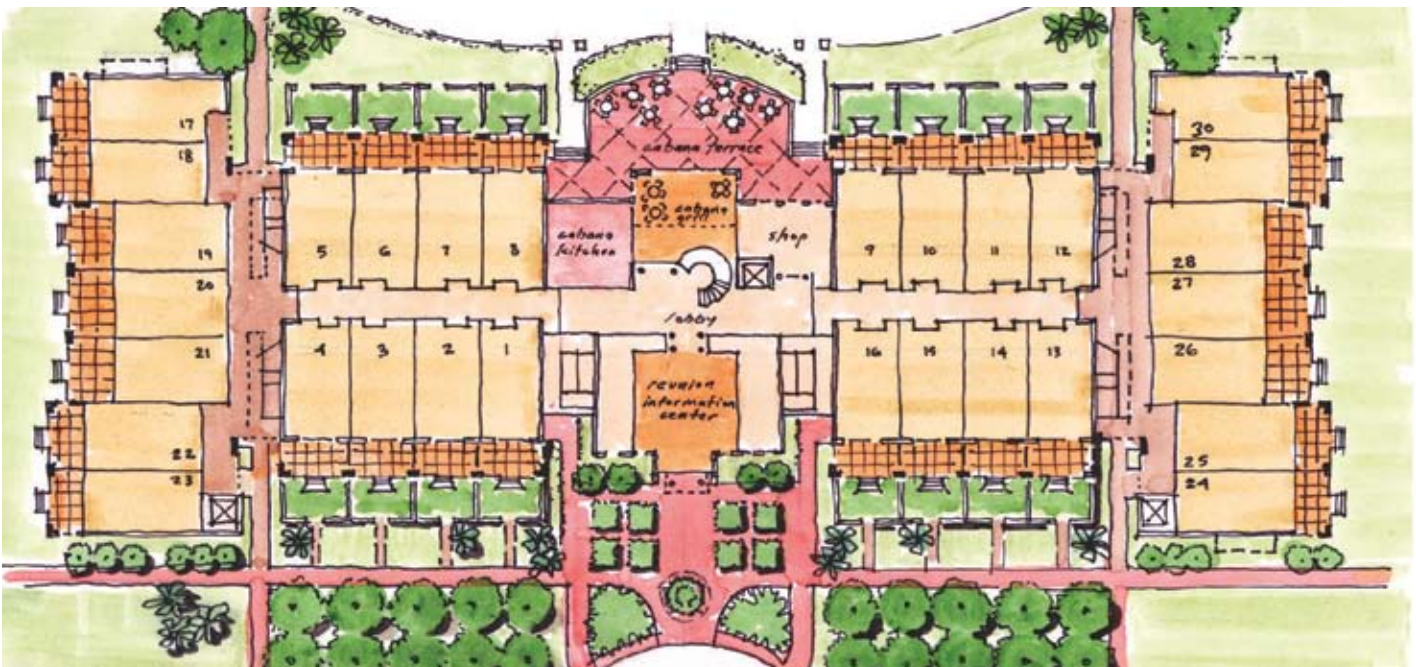 cabana terrace
17
18
30
29
cabana
grill
cabana
kitchen
shop
5 6 7 8
9 10 11 12
19
20
21
28
27
26
lobby
4 3 2 1
16 15 14 13
reunion
information
center
22
23
25
24